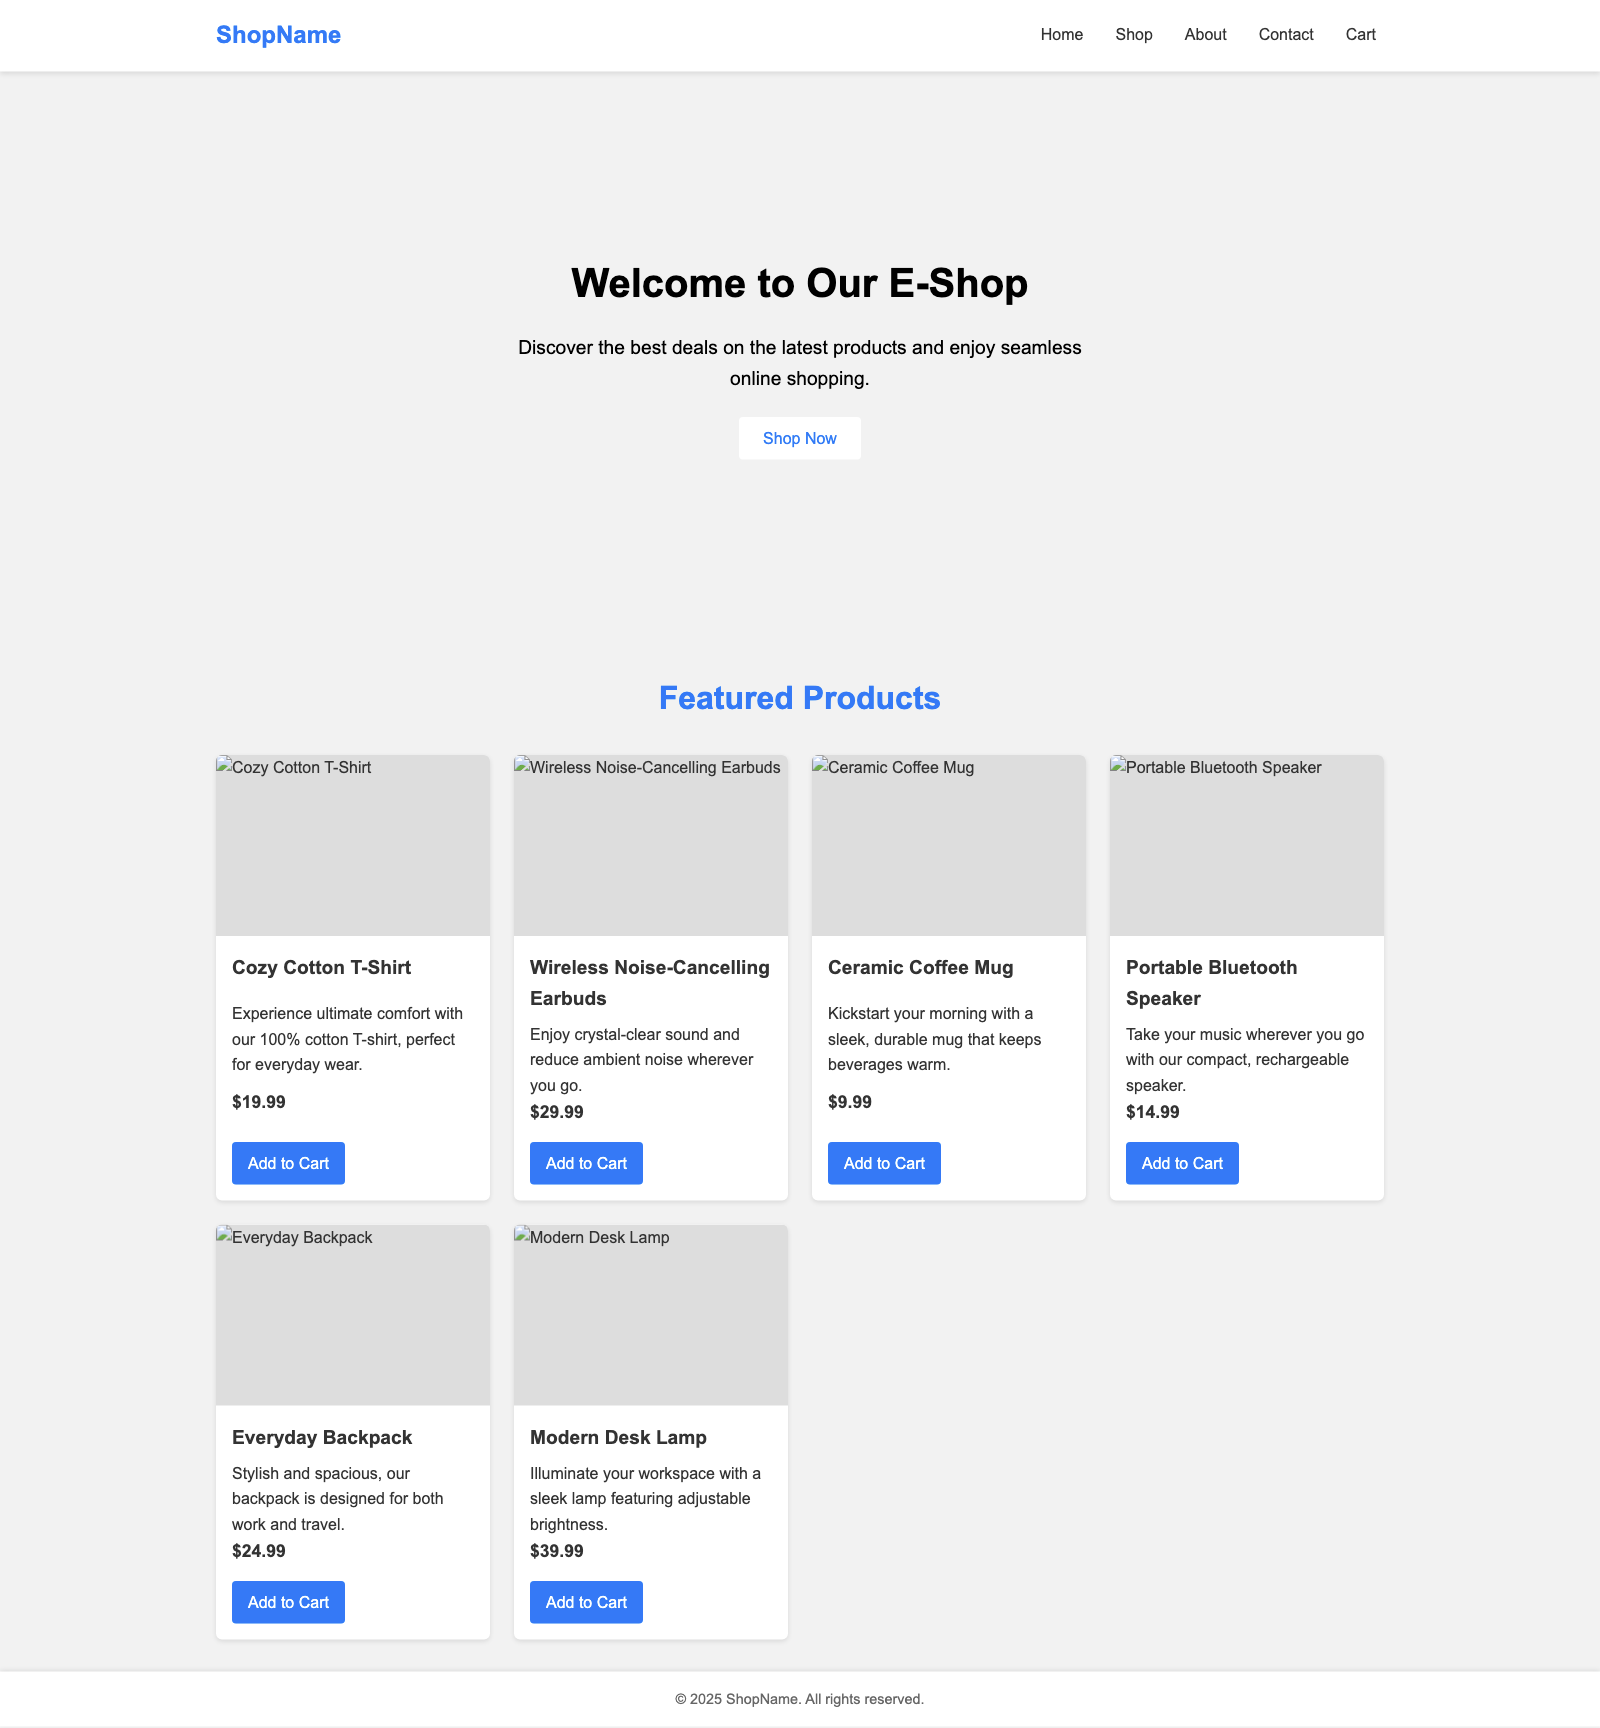 ShopName
Home Shop About Contact Cart
Welcome to Our E-Shop
Discover the best deals on the latest products and enjoy seamless
online shopping.
Shop Now
Featured Products
Cozy Cotton T-Shirt
Cozy Cotton T-Shirt
Experience ultimate comfort with
our 100% cotton T-shirt, perfect
for everyday wear.
$19.99
Add to Cart
Wireless Noise-Cancelling Earbuds
Wireless Noise-Cancelling
Earbuds
Enjoy crystal-clear sound and
reduce ambient noise wherever
you go.
$29.99
Add to Cart
Ceramic Coffee Mug
Ceramic Coffee Mug
Kickstart your morning with a
sleek, durable mug that keeps
beverages warm.
$9.99
Add to Cart
Portable Bluetooth Speaker
Portable Bluetooth
Speaker
Take your music wherever you go
with our compact, rechargeable
speaker.
$14.99
Add to Cart
Everyday Backpack
Everyday Backpack
Stylish and spacious, our
backpack is designed for both
work and travel.
$24.99
Add to Cart
Modern Desk Lamp
Modern Desk Lamp
Illuminate your workspace with a
sleek lamp featuring adjustable
brightness.
$39.99
Add to Cart
© 2025 ShopName. All rights reserved.